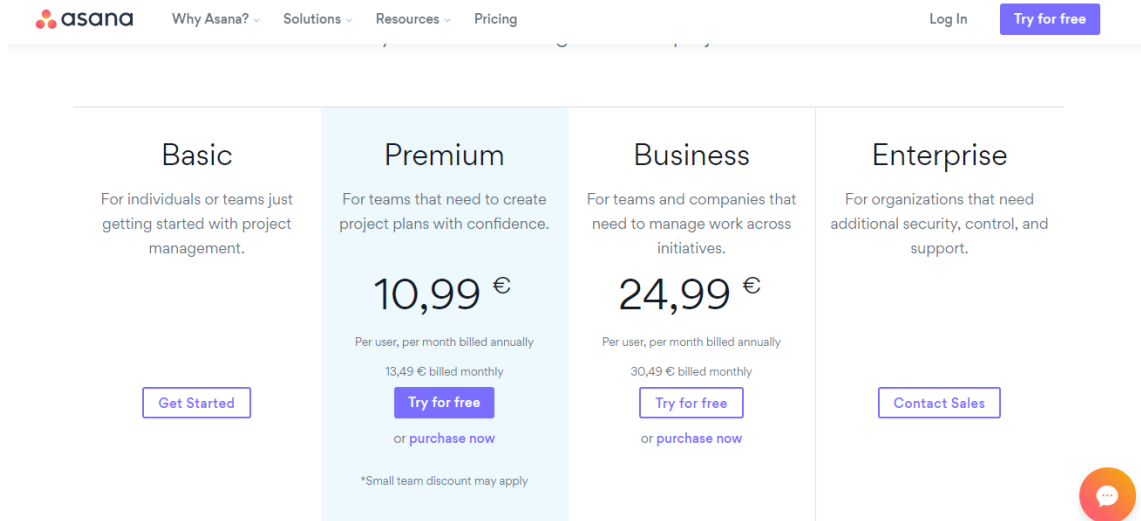 asana
Why Asana?
Solutions
Resources
Pricing
Log In
Try for free
Basic
For individuals or teams just
getting started with project
management.
Get Started
Premium
For teams that need to create
project plans with confidence.
10,99 €
Per user, per month billed annually
13,49 € billed monthly
Try for free
or purchase now
*Small team discount may apply
Business
For teams and companies that
need to manage work across
initiatives.
24,99 €
Per user, per month billed annually
30,49 € billed monthly
Try for free
or purchase now
Enterprise
For organizations that need
additional security, control, and
support.
Contact Sales